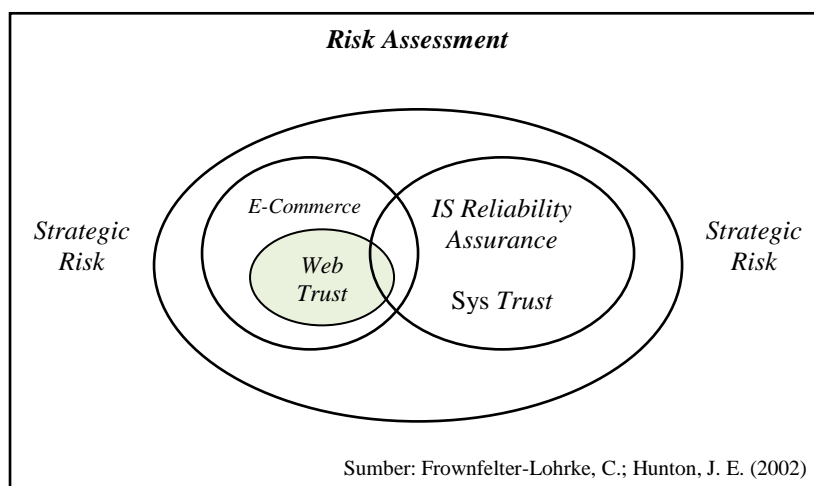 Risk Assessment
Strategic
Risk
E-Commerce
Web
Trust
IS Reliability
Assurance
Sys Trust
Strategic
Risk
Sumber: Frownfelter-Lohrke, C.; Hunton, J. E. (2002)